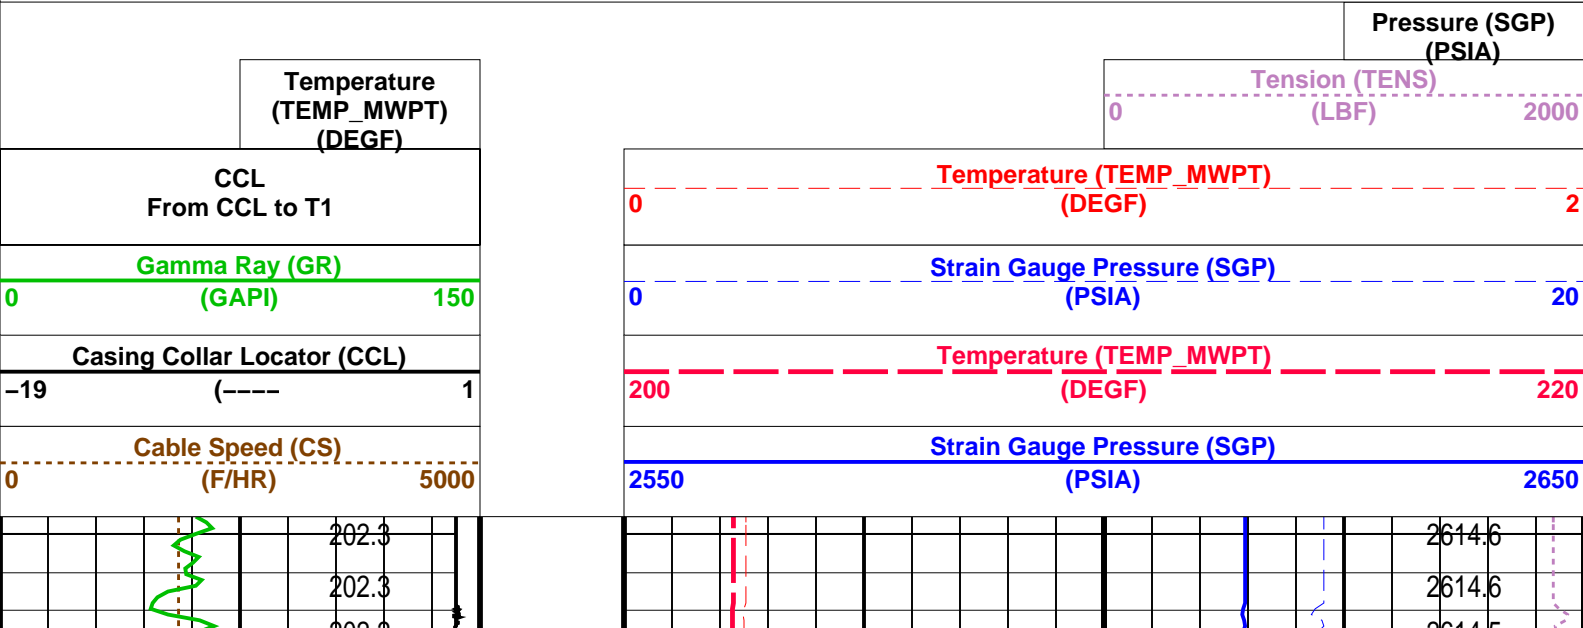 Pressure (SGP)
(PSIA)
Temperature
(TEMP_MWPT)
(DEGF)
Tension (TENS)
0 (LBF) 2000
CCL
From CCL to T1
Temperature (TEMP_MWPT)
0 (DEGF) 2
Gamma Ray (GR)
0 (GAPI) 150
Strain Gauge Pressure (SGP)
0 (PSIA) 20
Casing Collar Locator (CCL)
−19 (−−−− 1
Temperature (TEMP_MWPT)
200 (DEGF) 220
Cable Speed (CS)
0 (F/HR) 5000
Strain Gauge Pressure (SGP)
2550 (PSIA) 2650
202.3 2614.6
202.3 2614.6